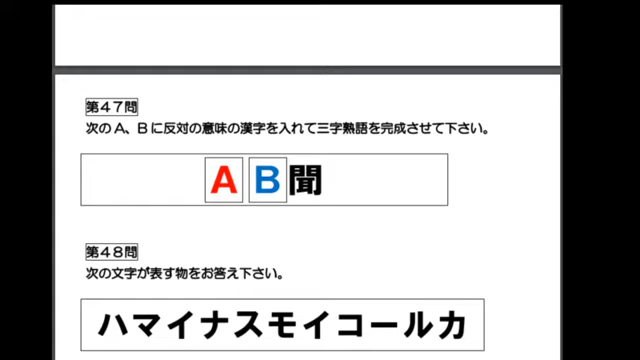 第47問
次のA、Bに反対の意味の漢字を入れて三字熟語を完成させて下さい。
AB聞
第48問
次の文字が表す物をお答え下さい。
ハマイナスモイコールカ